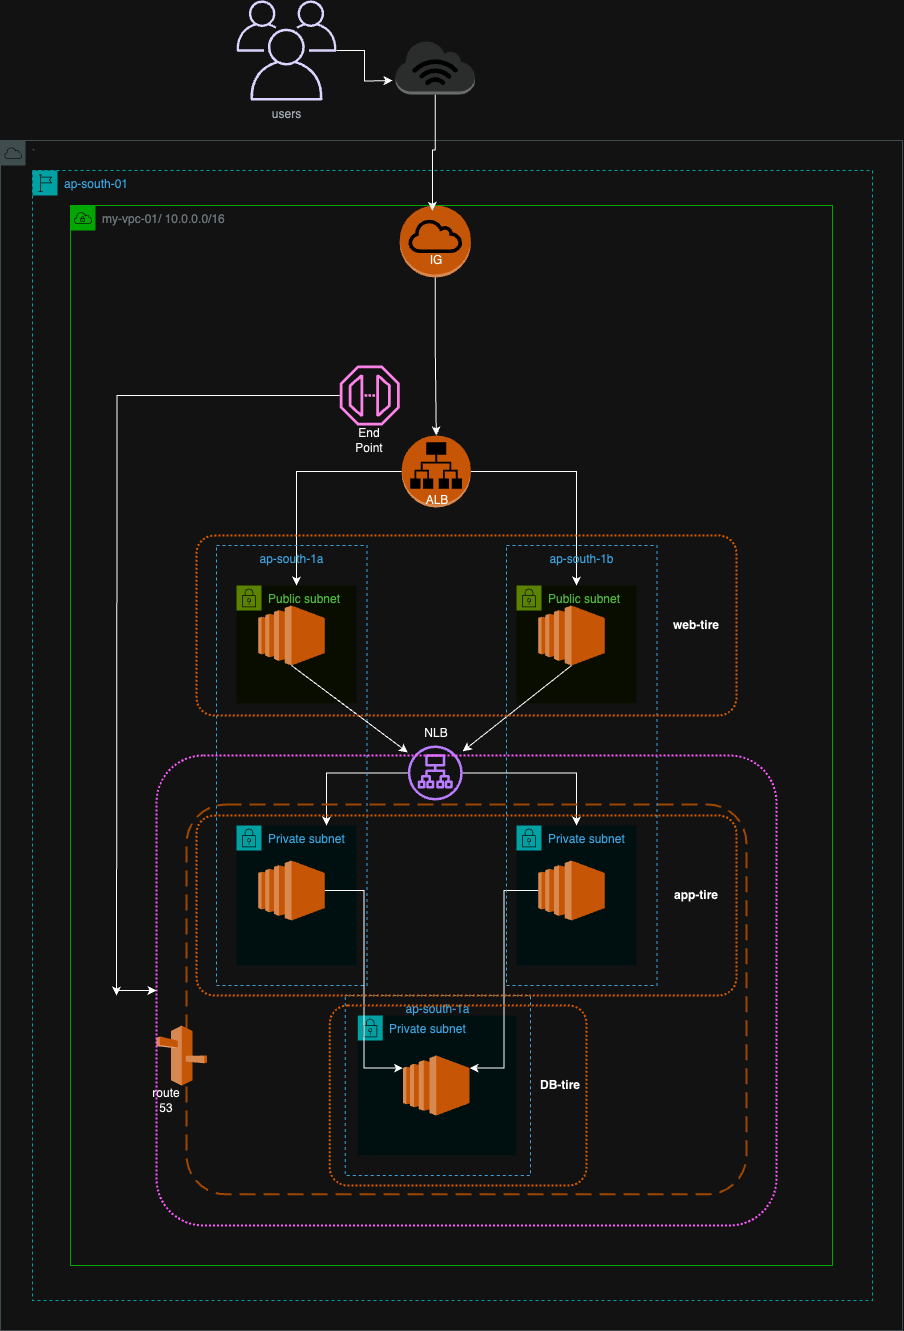 users
ap-south-01
my-vpc-01/ 10.0.0.0/16
IG
End
Point
ALB
ap-south-1a
ap-south-1b
Public subnet
Public subnet
web-tire
NLB
Private subnet
Private subnet
app-tire
ap-south-1a
Private subnet
DB-tire
route
53